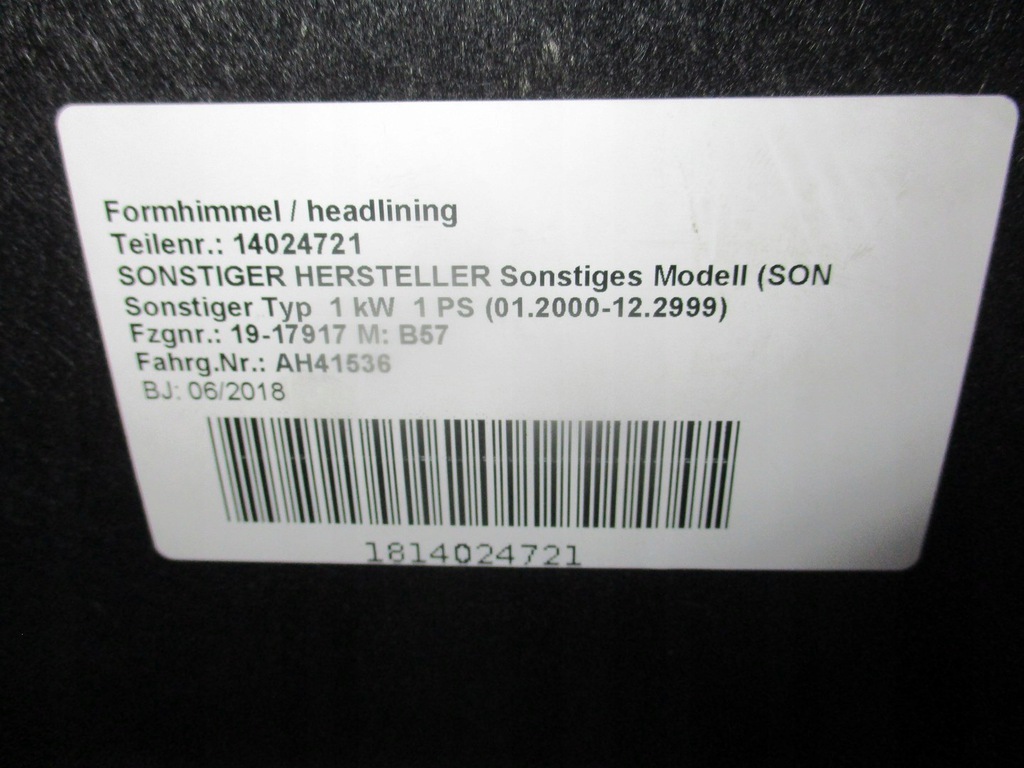 Formhimmel / headlining
Teilenr.: 14024721
SONSTIGER HERSTELLER Sonstiges Modell (SON
Sonstiger Typ 1 kW 1 PS (01.2000-12.2999)
Fzgnr.: 19-17917 M: B57
Fahrg.Nr.: AH41536
BJ: 06/2018
1814024721